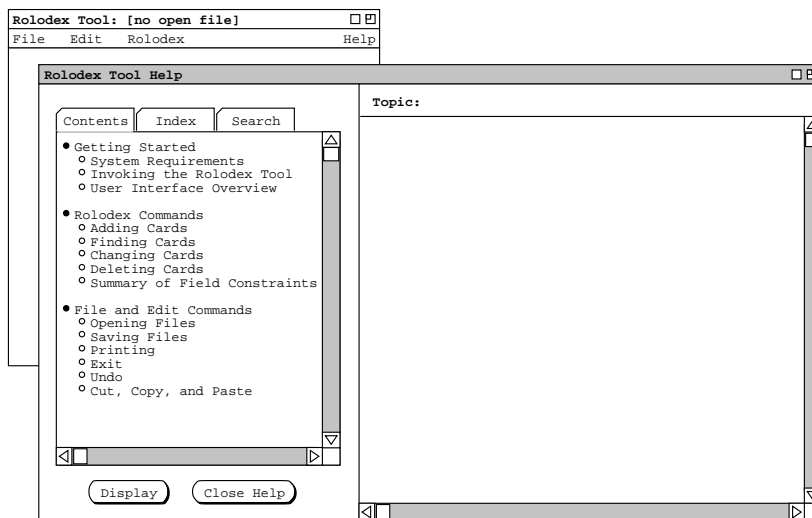 Rolodex Tool: [no open file]
File Edit Rolodex Help
Rolodex Tool Help
Contents Index Search
Topic:
Getting Started
System Requirements
Invoking the Rolodex Tool
User Interface Overview
Rolodex Commands
Adding Cards
Finding Cards
Changing Cards
Deleting Cards
Summary of Field Constraints
File and Edit Commands
Opening Files
Saving Files
Printing
Exit
Undo
Cut, Copy, and Paste
Display Close Help